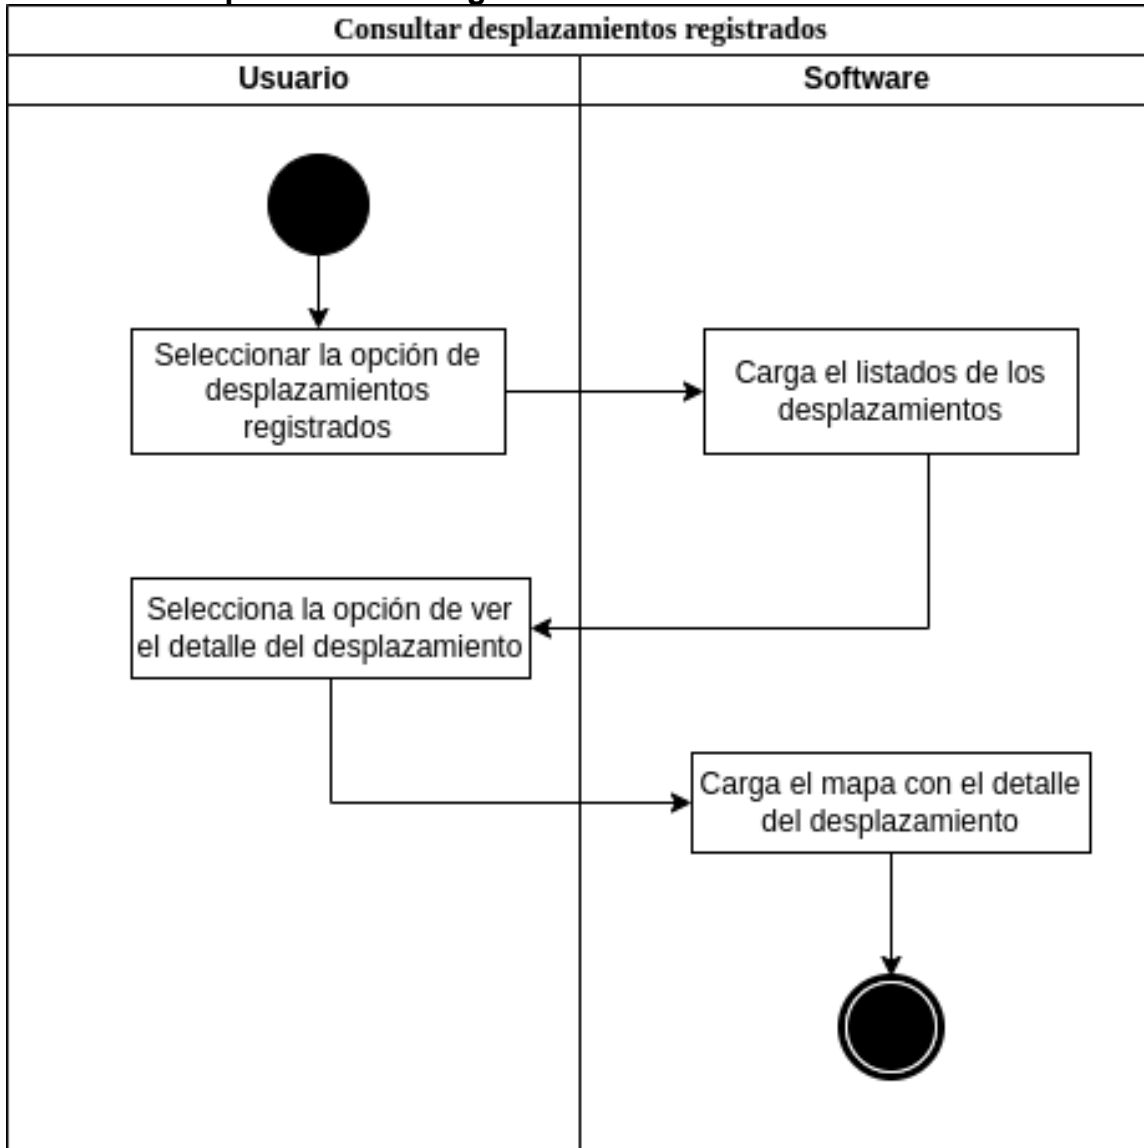 Consultar desplazamientos registrados
Usuario
Software
Seleccionar la opción de
desplazamientos
registrados
Carga el listados de los
desplazamientos
Selecciona la opción de ver
el detalle del desplazamiento
Carga el mapa con el detalle
del desplazamiento